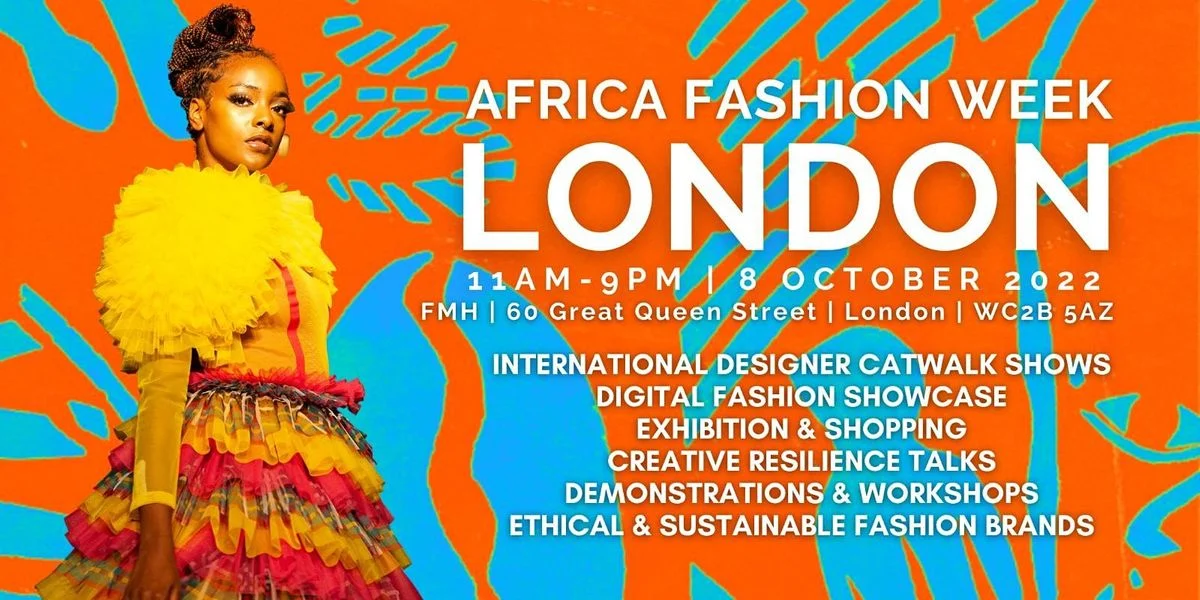 AFRICA FASHION WEEK
LONDON
11AM-9PM | 8 OCTOBER 2022
FMH | 60 Great Queen Street | London | WC2B 5AZ
INTERNATIONAL DESIGNER CATWALK SHOWS
DIGITAL FASHION SHOWCASE
EXHIBITION & SHOPPING
CREATIVE RESILIENCE TALKS
DEMONSTRATIONS & WORKSHOPS
ETHICAL & SUSTAINABLE FASHION BRANDS